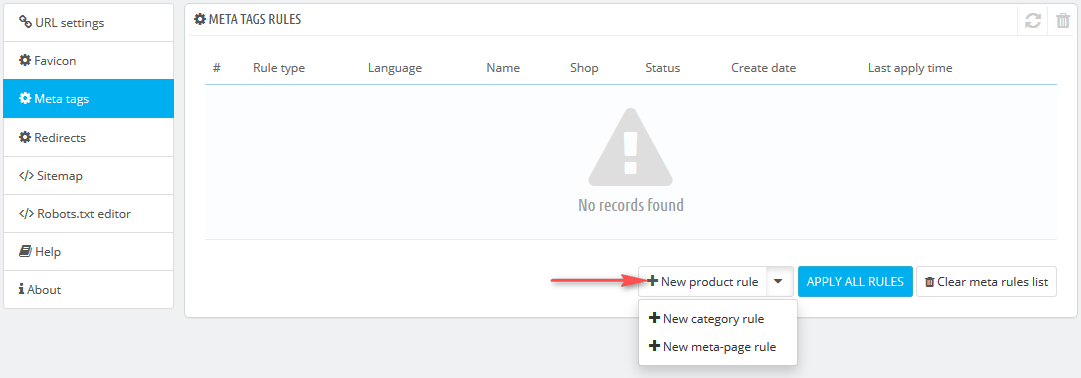 URL settings
Favicon
Meta tags
Redirects
Sitemap
Robots.txt editor
Help
About
META TAGS RULES
# Rule type Language Name Shop Status Create date Last apply time
No records found
New product rule APPLY ALL RULES Clear meta rules list
New category rule
New meta-page rule